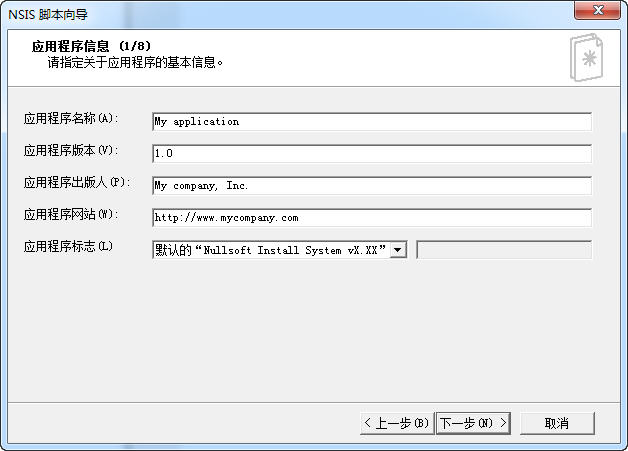 NSIS 脚本向导
应用程序信息 (1/8)
请指定关于应用程序的基本信息。
应用程序名称(A): My application
应用程序版本(V): 1.0
应用程序出版人(P): My company, Inc.
应用程序网站(W): http://www.mycompany.com
应用程序标志(L) 默认的“Nullsoft Install System vX.XX”
< 上一步(B) 下一步(N) > 取消